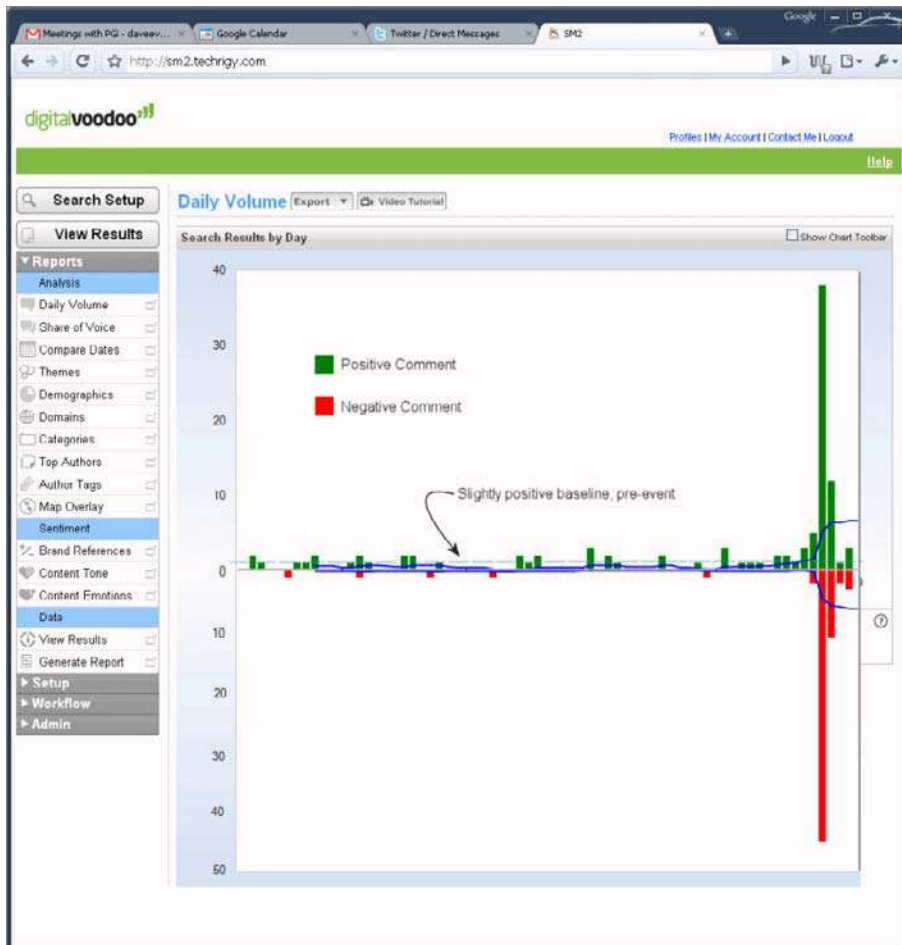 Google
Meetings with PGI - daveev...
Google Calendar
Twitter / Direct Messages
SM2
http://sm2.techrigy.com
digitalvoodoo
Profiles | My Account | Contact Me | Logout
Help
Search Setup
View Results
Reports
Analysis
Daily Volume
Share of Voice
Compare Dates
Themes
Demographics
Domains
Categories
Top Authors
Author Tags
Map Overlay
Sentiment
Brand References
Content Tone
Content Emotions
Data
View Results
Generate Report
Setup
Workflow
Admin
Daily Volume Export Video Tutorial
Search Results by Day
Show Chart Toolbar
40
30
Positive Comment
Negative Comment
20
10
Slightly positive baseline, pre-event
0
10
20
30
40
50